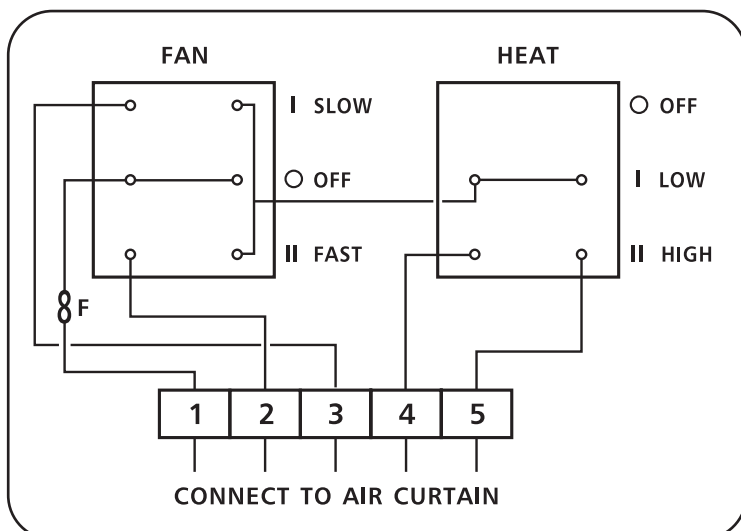 FAN HEAT
I SLOW
O OFF
O OFF
I LOW
II FAST
II HIGH
F
1 2 3 4 5
CONNECT TO AIR CURTAIN